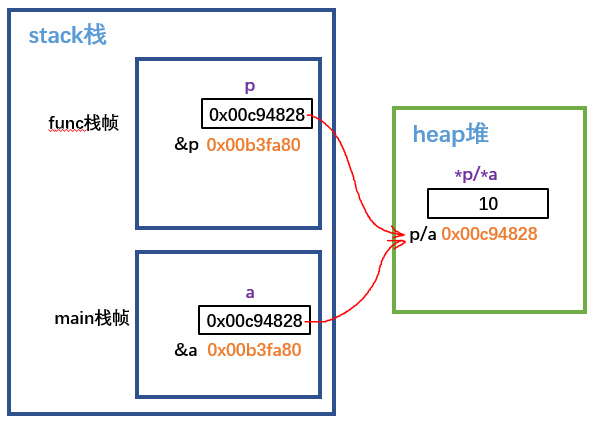 stack栈
func栈帧
p
0x00c94828
&p 0x00b3fa80
main栈帧
a
0x00c94828
&a 0x00b3fa80
heap堆
*p/*a
10
p/a 0x00c94828